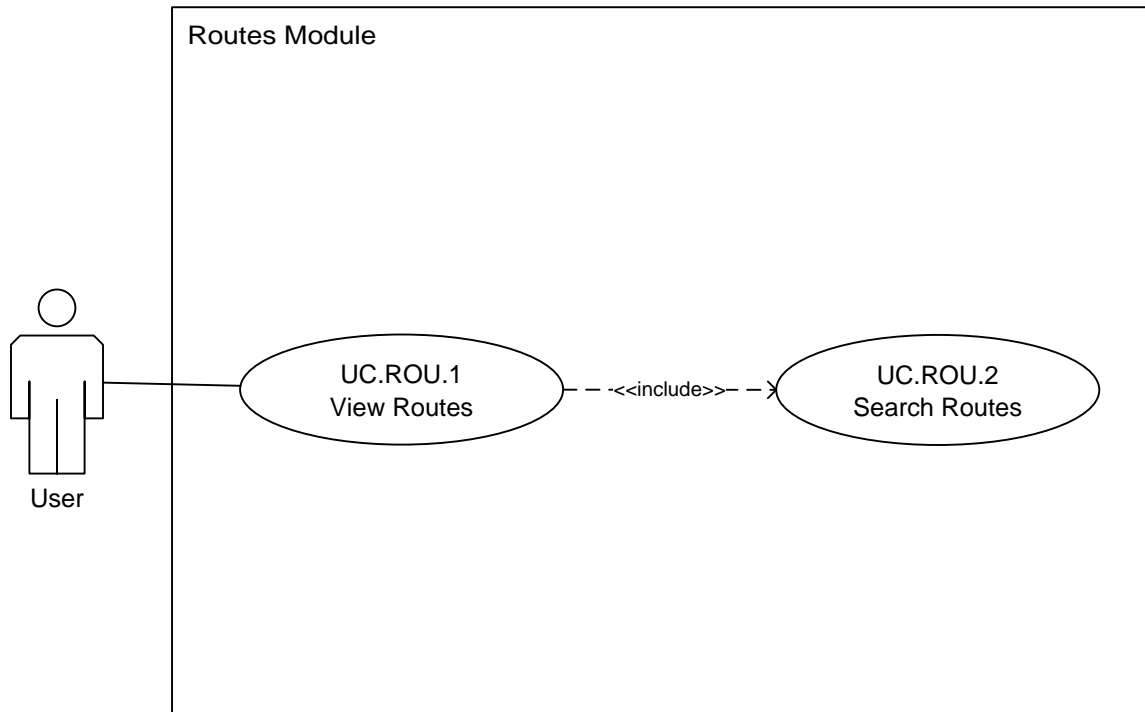 Routes Module
UC.ROU.1
View Routes
<<include>>
UC.ROU.2
Search Routes
User